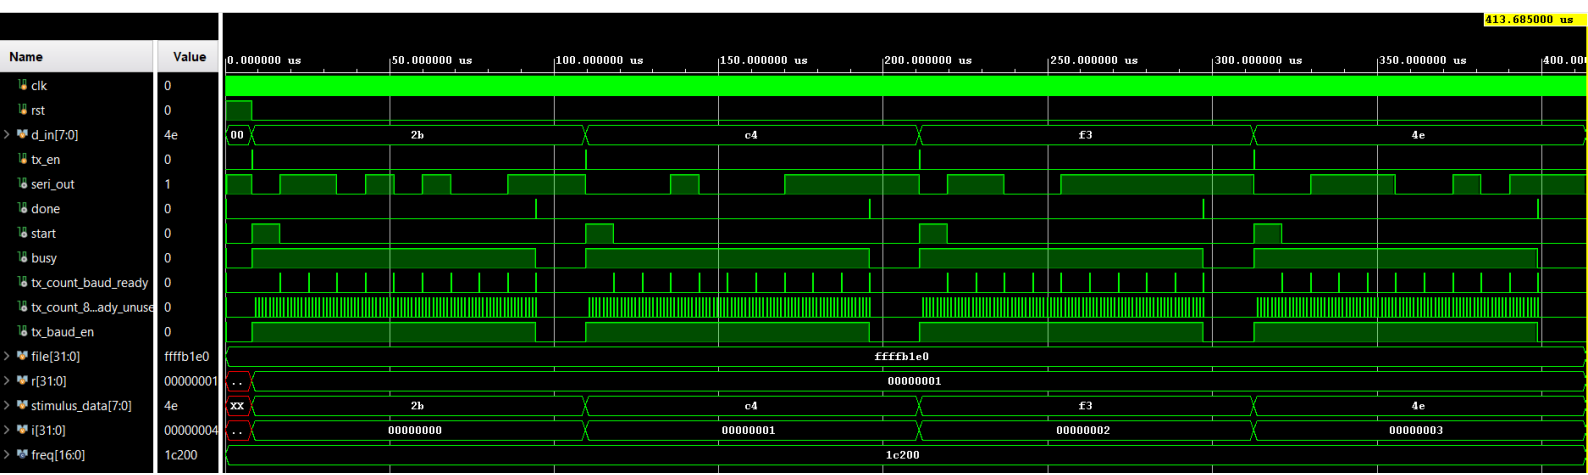 413.685000 us
Name Value
0.000000 us 50.000000 us 100.000000 us 150.000000 us 200.000000 us 250.000000 us 300.000000 us 350.000000 us 400.00
clk 0
rst 0
d_in[7:0] 4e 00 2b c4 f3 4e
tx_en 0
seri_out 1
done 0
start 0
busy 0
tx_count_baud_ready 0
tx_count_8...ady_unuse 0
tx_baud_en 0
file[31:0] ffffb1e0 ffffb1e0
r[31:0] 00000001 .. 00000001
stimulus_data[7:0] 4e XX 2b c4 f3 4e
i[31:0] 00000004 .. 00000000 00000001 00000002 00000003
freq[16:0] 1c200 1c200